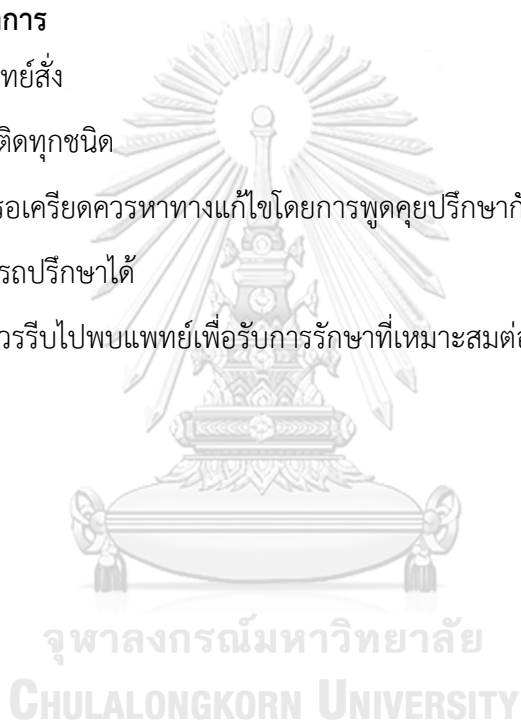 การ
ทย์สั่ง
ติดทุกชนิด
รือเครียดควรหาทางแก้ไขโดยการพูดคุยปรึกษาก
รถปรึกษาได้
วรรีบไปพบแพทย์เพื่อรับการรักษาที่เหมาะสมต่อ
จุฬาลงกรณ์มหาวิทยาลัย
CHULALONGKORN UNIVERSITY